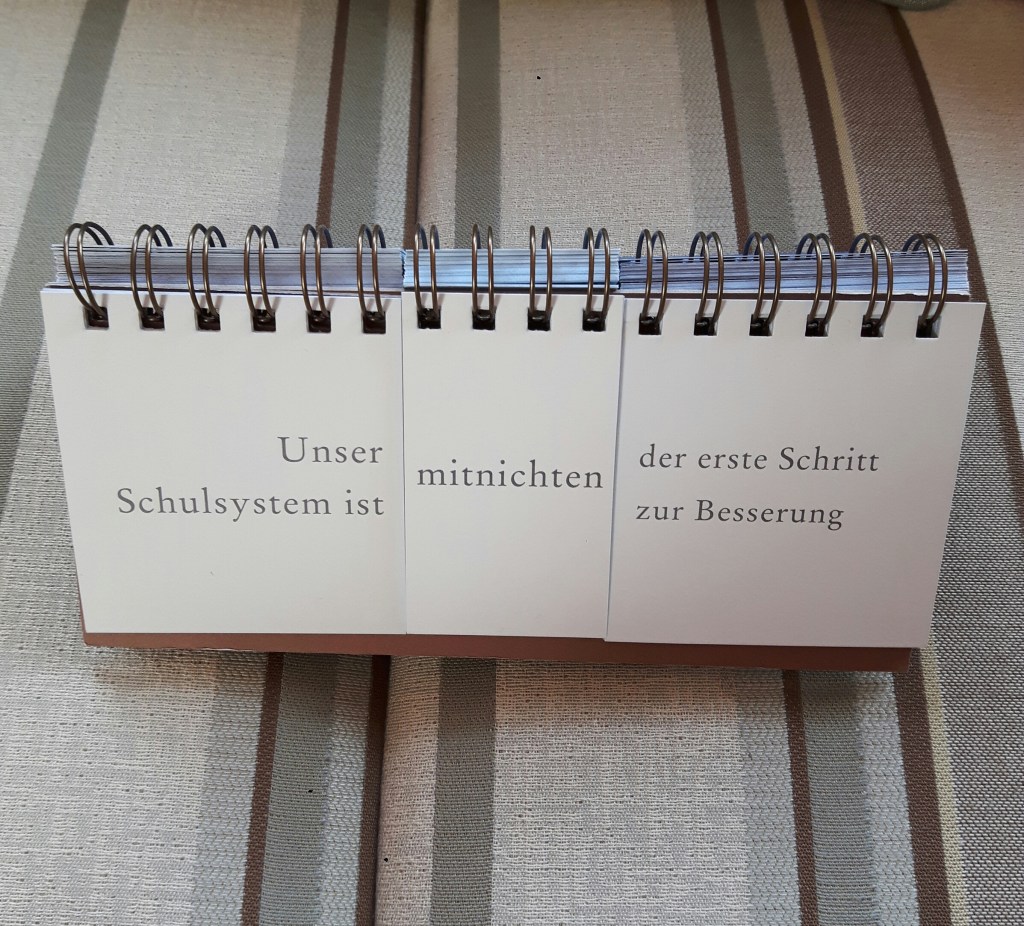 Unser
Schulsystem ist
mitnichten
der erste Schritt
zur Besserung